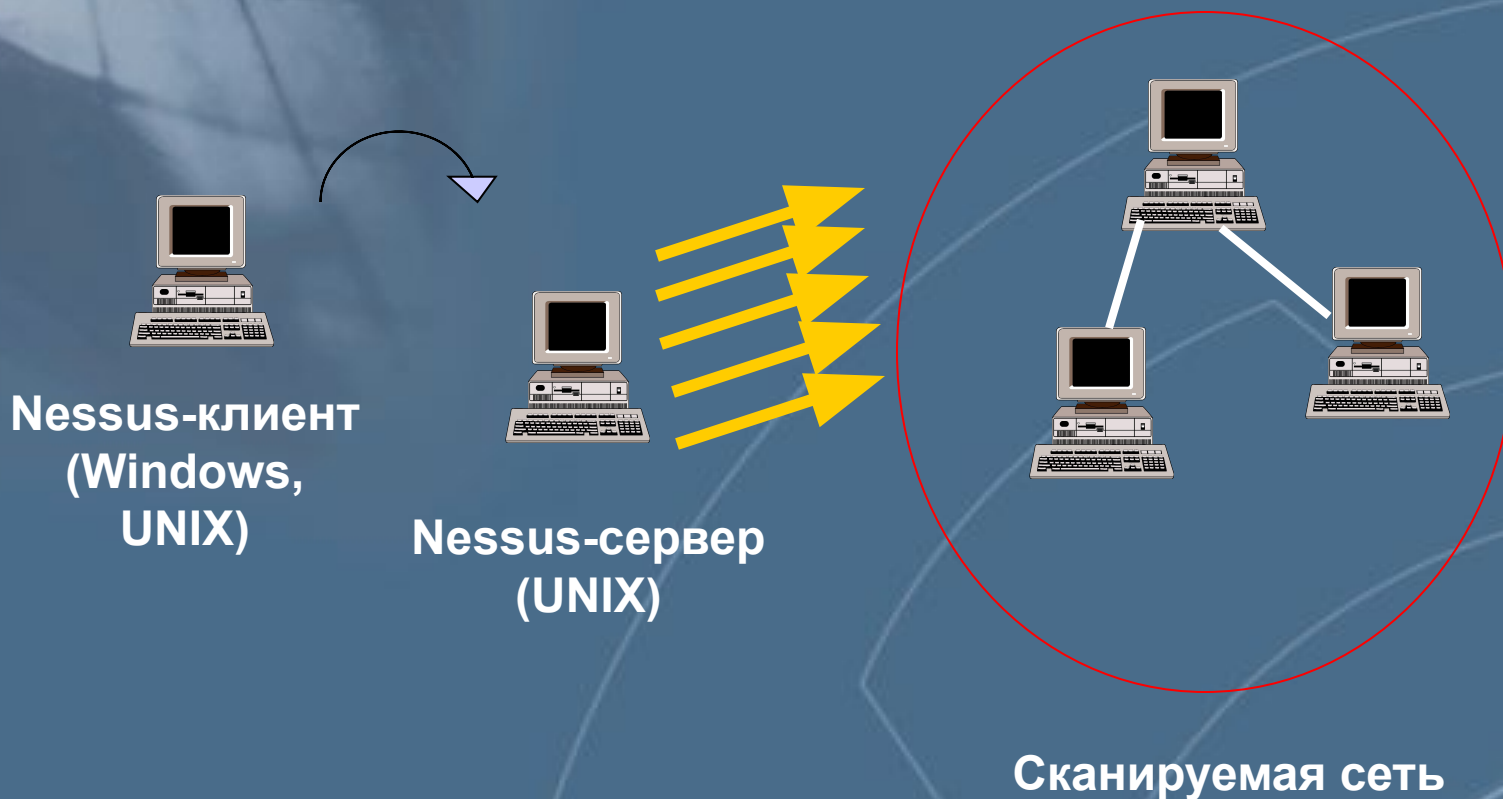 Nessus-клиент
(Windows,
UNIX)
Nessus-сервер
(UNIX)
Сканируемая сеть